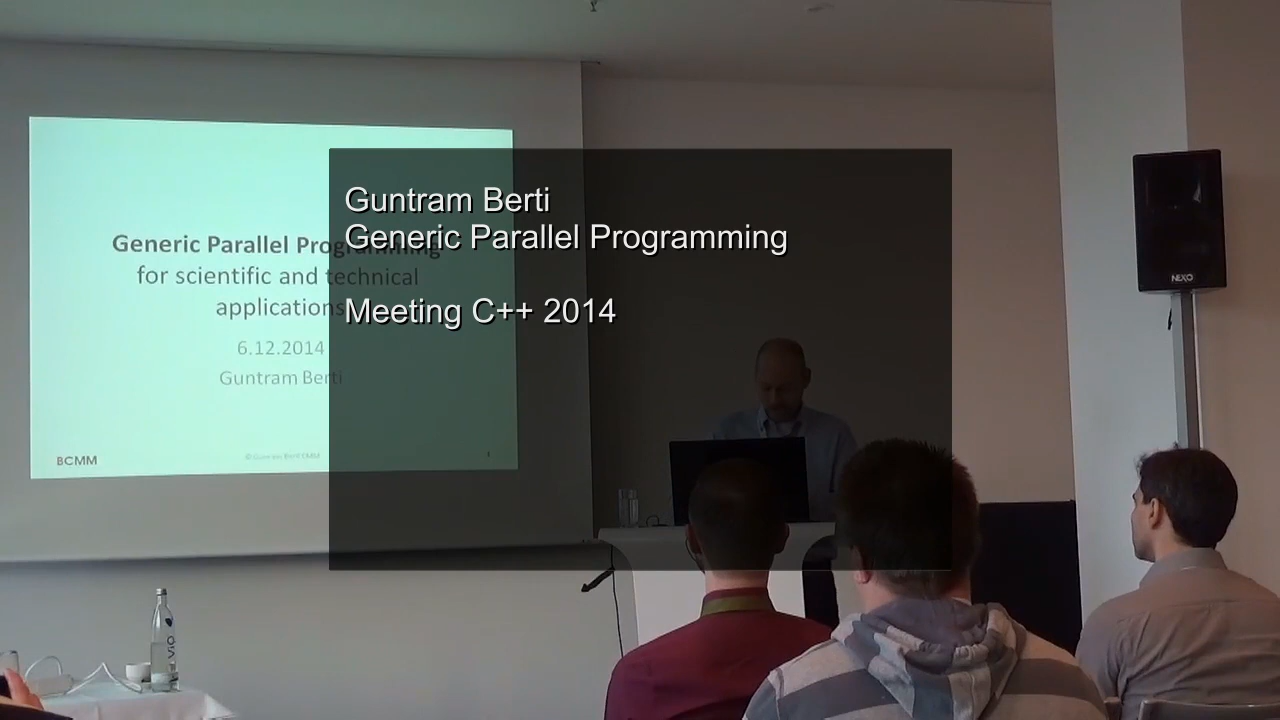 Guntram Berti
Generic Parallel Programming
Meeting C++ 2014
Generic Parallel Programming
for scientific and technical
applications
6.12.2014
Guntram Berti
BCMM
NEXO